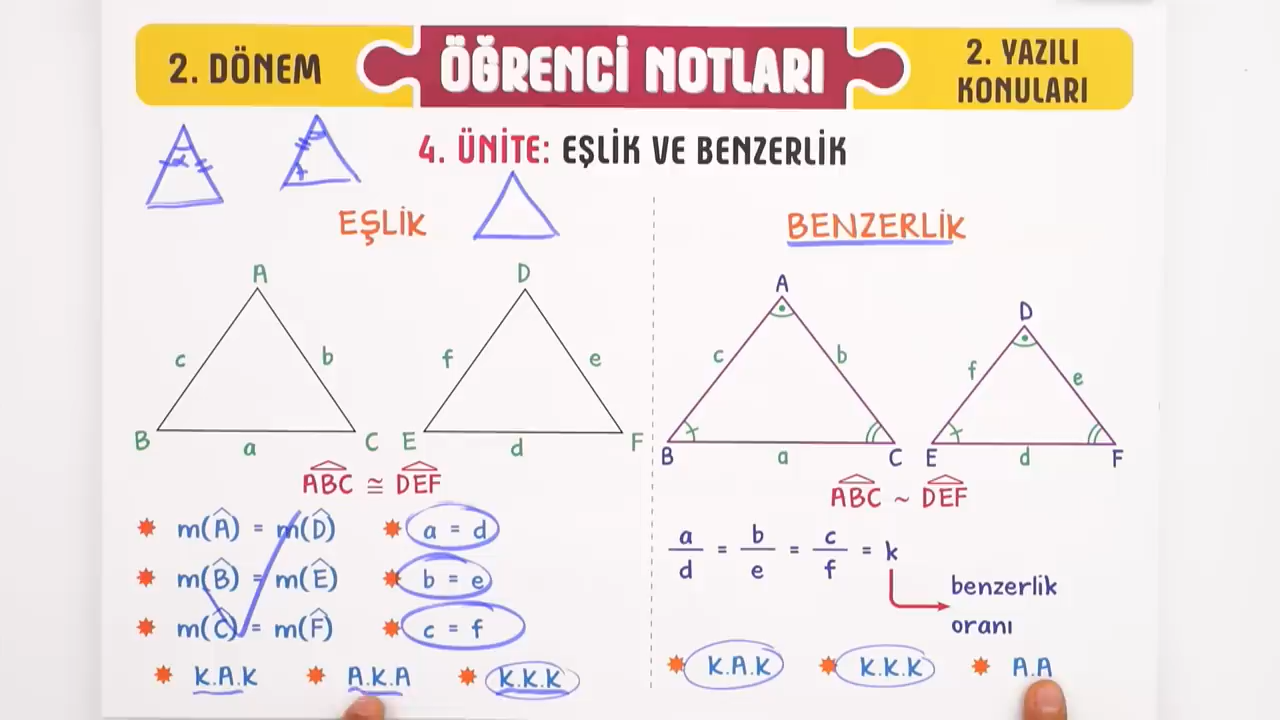 2. DÖNEM
ÖĞRENCİ NOTLARI
2. YAZILI
KONULARI
4. ÜNİTE: EŞLİK VE BENZERLİK
α
x
EŞLİK
A
c
b
B
a
C
D
f
e
E
d
F
ABC ≅ DEF
m(Â) = m(D̂)
a = d
m(B̂) = m(Ê)
b = e
m(Ĉ) = m(F̂)
c = f
K.A.K
A.K.A
K.K.K
BENZERLİK
A
c
b
B
a
C
D
f
e
E
d
F
ABC ~ DEF
a/d = b/e = c/f = k
benzerlik
oranı
K.A.K
K.K.K
A.A